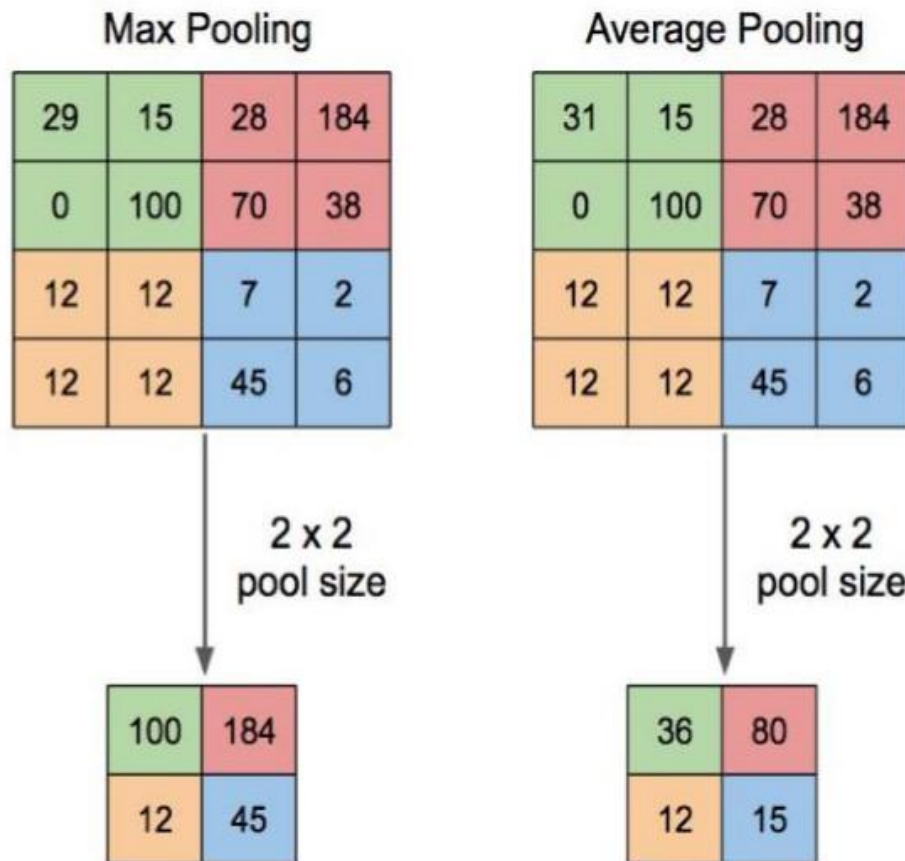 Max Pooling
29 15 28 184
0 100 70 38
12 12 7 2
12 12 45 6
2 x 2
pool size
100 184
12 45
Average Pooling
31 15 28 184
0 100 70 38
12 12 7 2
12 12 45 6
2 x 2
pool size
36 80
12 15